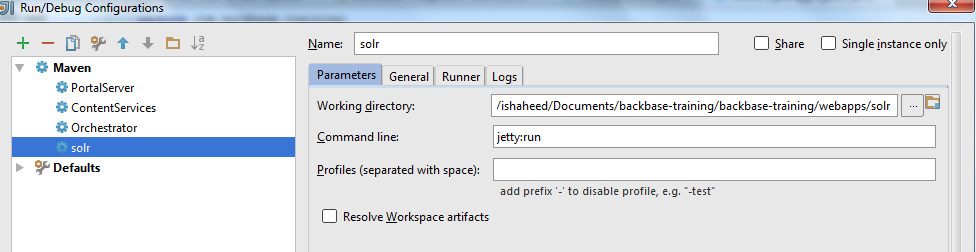 Run/Debug Configurations
Name: solr
Share
Single instance only
Maven
PortalServer
ContentServices
Orchestrator
solr
Defaults
Parameters General Runner Logs
Working directory: /ishaheed/Documents/backbase-training/backbase-training/webapps/solr ...
Command line: jetty:run
Profiles (separated with space):
add prefix '-' to disable profile, e.g. "-test"
Resolve Workspace artifacts